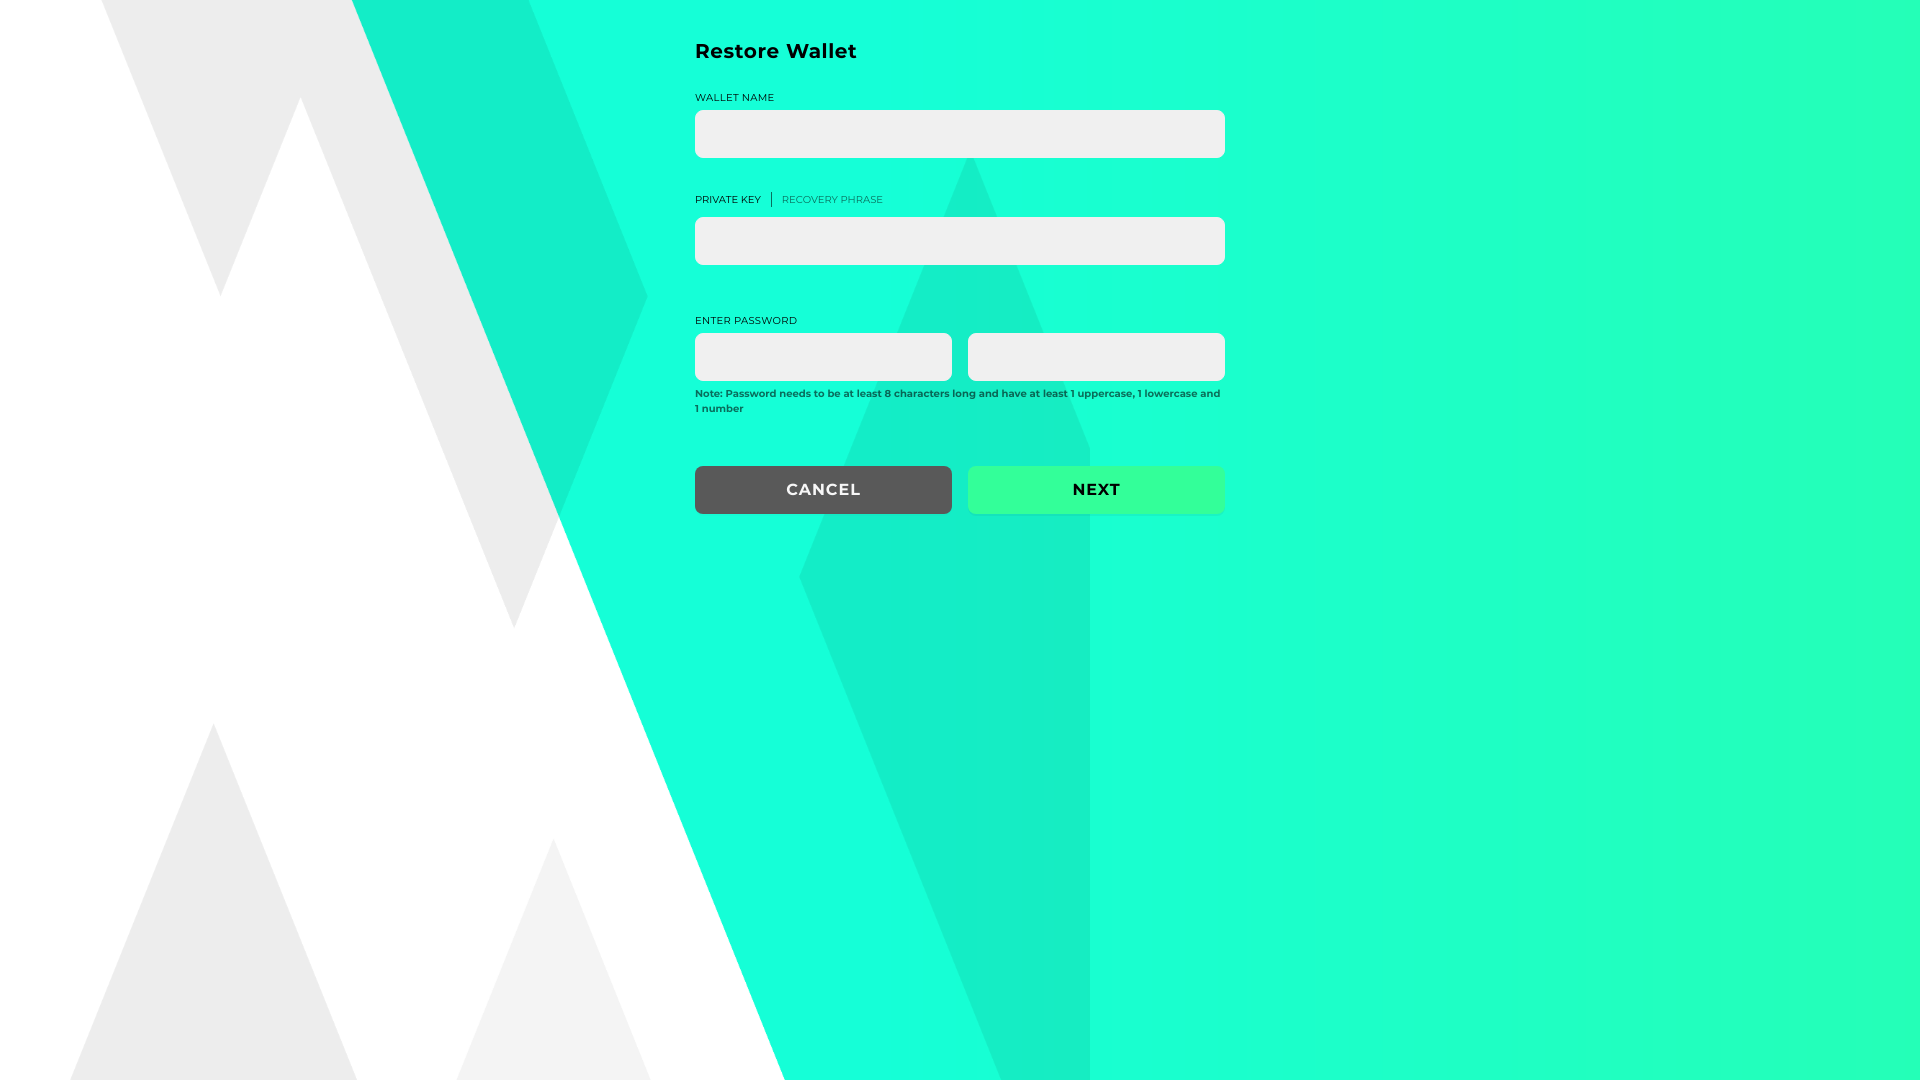 Restore Wallet
WALLET NAME
PRIVATE KEY RECOVERY PHRASE
ENTER PASSWORD
Note: Password needs to be at least 8 characters long and have at least 1 uppercase, 1 lowercase and
1 number
CANCEL NEXT